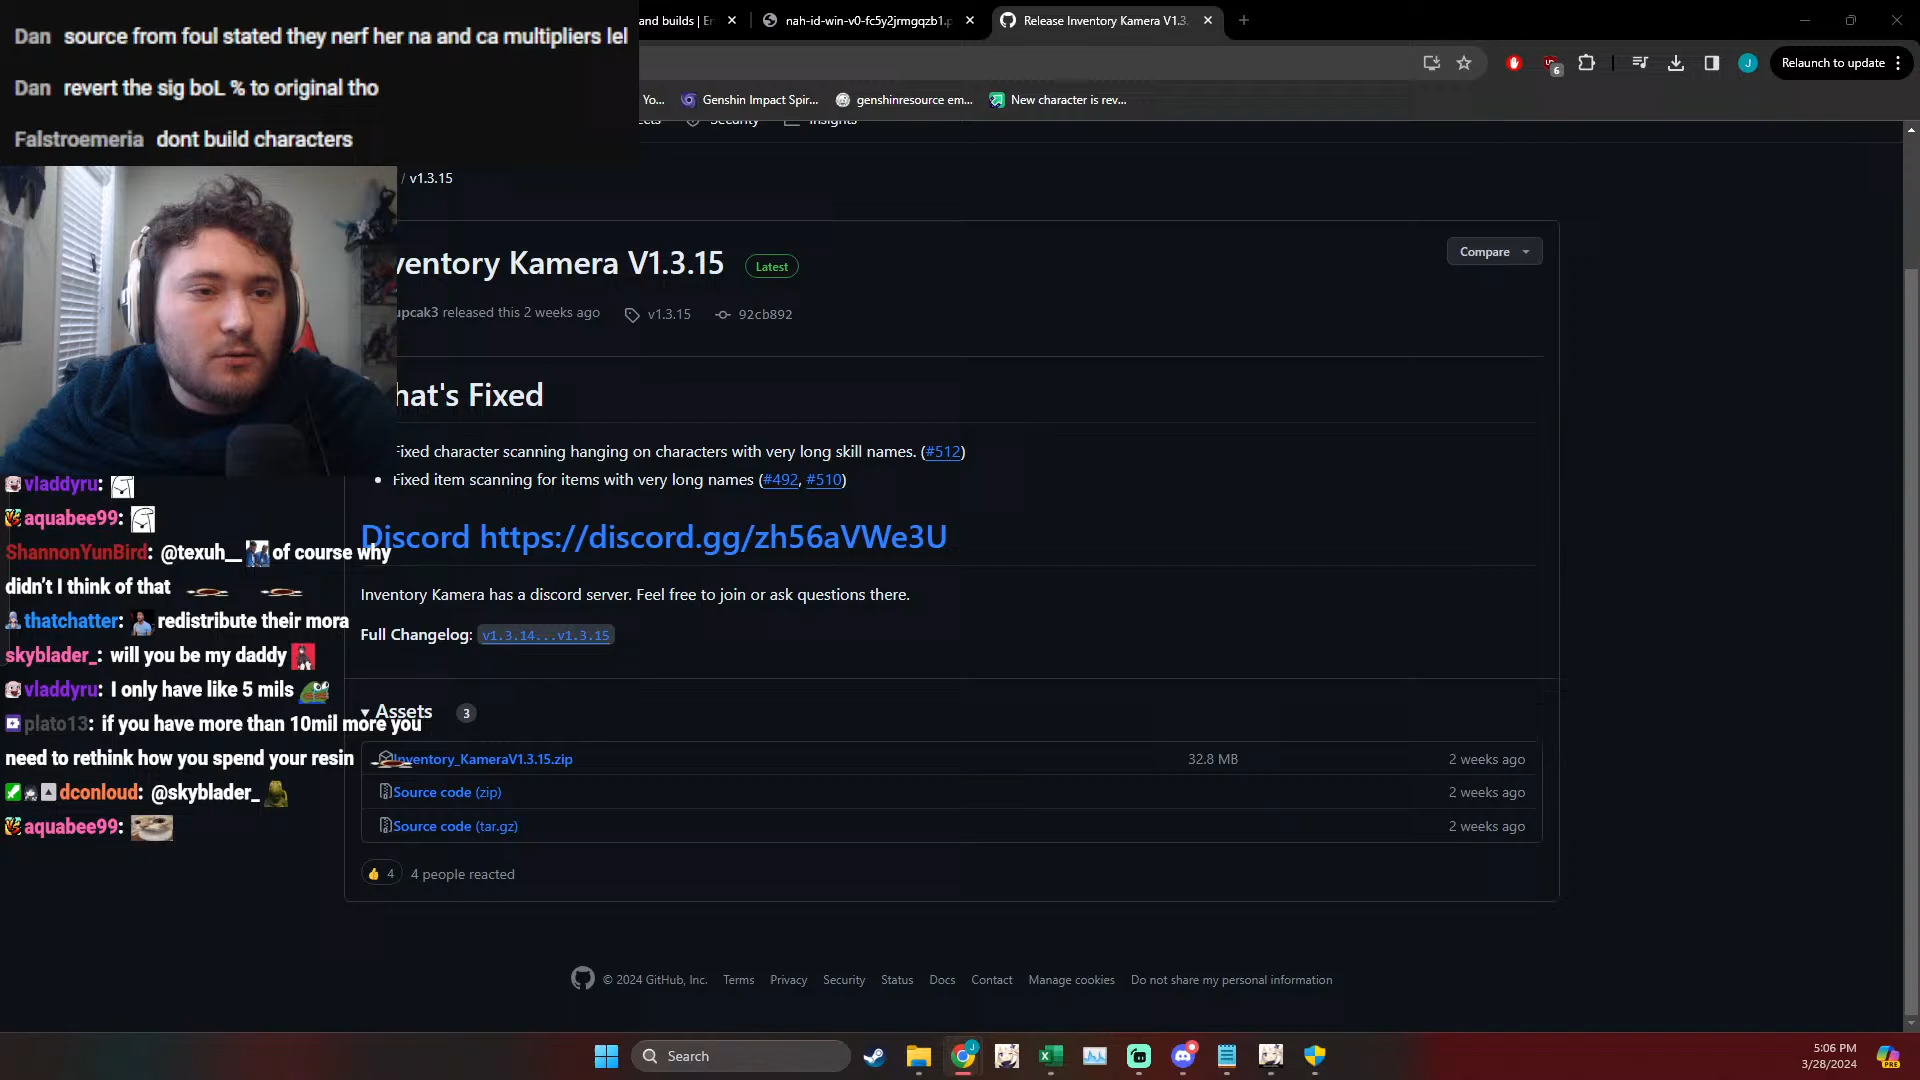 Dan source from foul stated they nerf her na and ca multipliers lel
Dan revert the sig boL % to original tho
Falstroemeria dont build characters
and builds | E
nah-id-win-v0-fc5y2jrmgqzb1.p
Release Inventory Kamera V1.3
6
J
Relaunch to update
Yo...
Genshin Impact Spir...
genshinresource em...
New character is rev...
Security
Insights
/ v1.3.15
ventory Kamera V1.3.15
Latest
Compare
upcak3 released this 2 weeks ago
v1.3.15
92cb892
hat's Fixed
Fixed character scanning hanging on characters with very long skill names. (#512)
Fixed item scanning for items with very long names (#492, #510)
Discord https://discord.gg/zh56aVWe3U
Inventory Kamera has a discord server. Feel free to join or ask questions there.
Full Changelog: v1.3.14...v1.3.15
Assets 3
Inventory_KameraV1.3.15.zip
32.8 MB
2 weeks ago
Source code (zip)
2 weeks ago
Source code (tar.gz)
2 weeks ago
4
4 people reacted
vladdyru:
aquabee99:
ShannonYunBird: @texuh__ of course why
didn't I think of that
thatchatter: redistribute their mora
skyblader_: will you be my daddy
vladdyru: I only have like 5 mils
plato13: if you have more than 10mil more you
need to rethink how you spend your resin
dconloud: @skyblader_
aquabee99:
© 2024 GitHub, Inc.
Terms
Privacy
Security
Status
Docs
Contact
Manage cookies
Do not share my personal information
Search
5:06 PM
3/28/2024